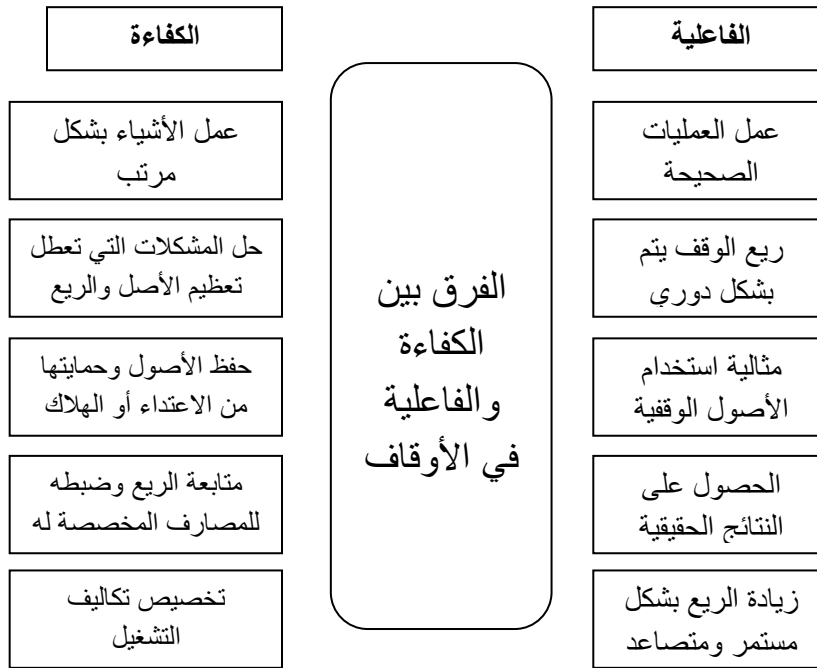 الفاعلية
عمل العمليات
الصحيحة
ريع الوقف يتم
بشكل دوري
مثالية استخدام
الأصول الوقفية
الحصول على
النتائج الحقيقية
زيادة الريع بشكل
مستمر ومتصاعد
الفرق بين
الكفاءة
والفاعلية
في الأوقاف
الكفاءة
عمل الأشياء بشكل
مرتب
حل المشكلات التي تعطل
تعظيم الأصل والريع
حفظ الأصول وحمايتها
من الاعتداء أو الهلاك
متابعة الريع وضبطه
للمصارف المخصصة له
تخصيص تكاليف
التشغيل